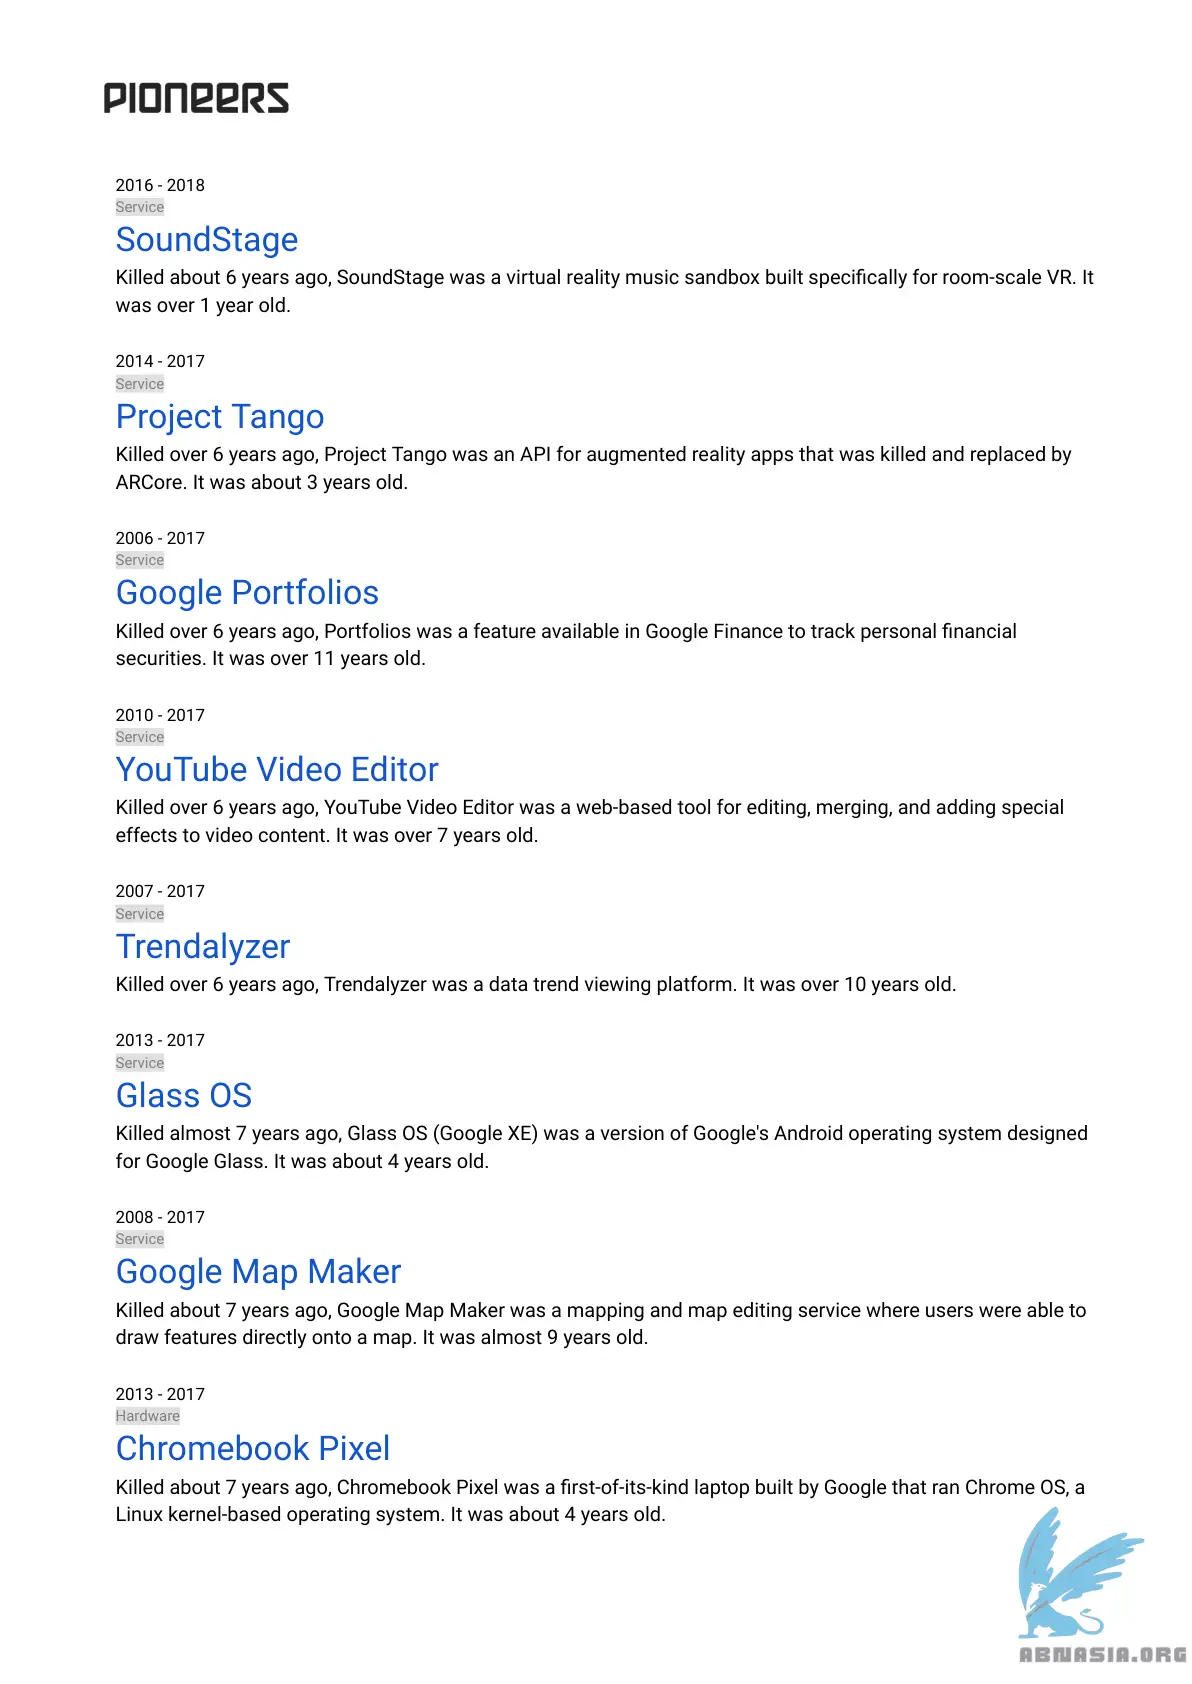 PIONEERS
2016 - 2018
Service
SoundStage
Killed about 6 years ago, SoundStage was a virtual reality music sandbox built specifically for room-scale VR. It
was over 1 year old.
2014 - 2017
Service
Project Tango
Killed over 6 years ago, Project Tango was an API for augmented reality apps that was killed and replaced by
ARCore. It was about 3 years old.
2006 - 2017
Service
Google Portfolios
Killed over 6 years ago, Portfolios was a feature available in Google Finance to track personal financial
securities. It was over 11 years old.
2010 - 2017
Service
YouTube Video Editor
Killed over 6 years ago, YouTube Video Editor was a web-based tool for editing, merging, and adding special
effects to video content. It was over 7 years old.
2007 - 2017
Service
Trendalyzer
Killed over 6 years ago, Trendalyzer was a data trend viewing platform. It was over 10 years old.
2013 - 2017
Service
Glass OS
Killed almost 7 years ago, Glass OS (Google XE) was a version of Google's Android operating system designed
for Google Glass. It was about 4 years old.
2008 - 2017
Service
Google Map Maker
Killed about 7 years ago, Google Map Maker was a mapping and map editing service where users were able to
draw features directly onto a map. It was almost 9 years old.
2013 - 2017
Hardware
Chromebook Pixel
Killed about 7 years ago, Chromebook Pixel was a first-of-its-kind laptop built by Google that ran Chrome OS, a
Linux kernel-based operating system. It was about 4 years old.
ABNASIA.ORG